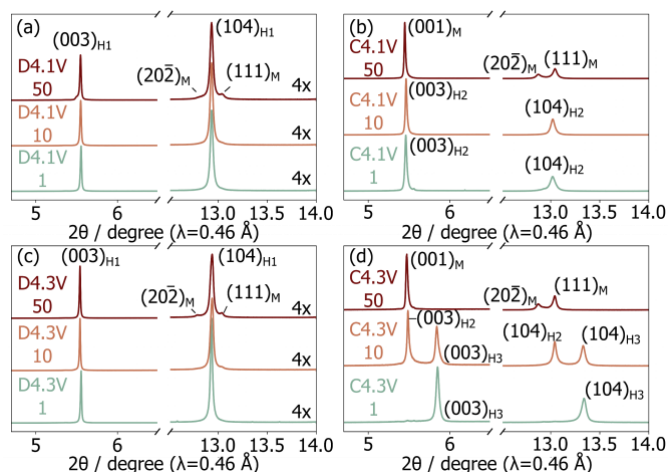 (a)
(003)H1
(104)H1
D4.1V
50
(202̄)M
(111)M
4x
D4.1V
10
4x
D4.1V
1
4x
5
6
13.0
13.5
14.0
2θ / degree (λ=0.46 Å)
(b)
(001)M
C4.1V
50
(202̄)M
(111)M
(003)H2
C4.1V
10
(104)H2
(003)H2
C4.1V
1
(104)H2
5
6
13.0
13.5
14.0
2θ / degree (λ=0.46 Å)
(c)
(003)H1
(104)H1
D4.3V
50
(202̄)M
(111)M
4x
D4.3V
10
4x
D4.3V
1
4x
5
6
13.0
13.5
14.0
2θ / degree (λ=0.46 Å)
(d)
(001)M
C4.3V
50
(202̄)M
(111)M
(003)H2
C4.3V
10
(003)H3
(104)H2
(104)H3
C4.3V
1
(003)H3
(104)H3
5
6
13.0
13.5
14.0
2θ / degree (λ=0.46 Å)